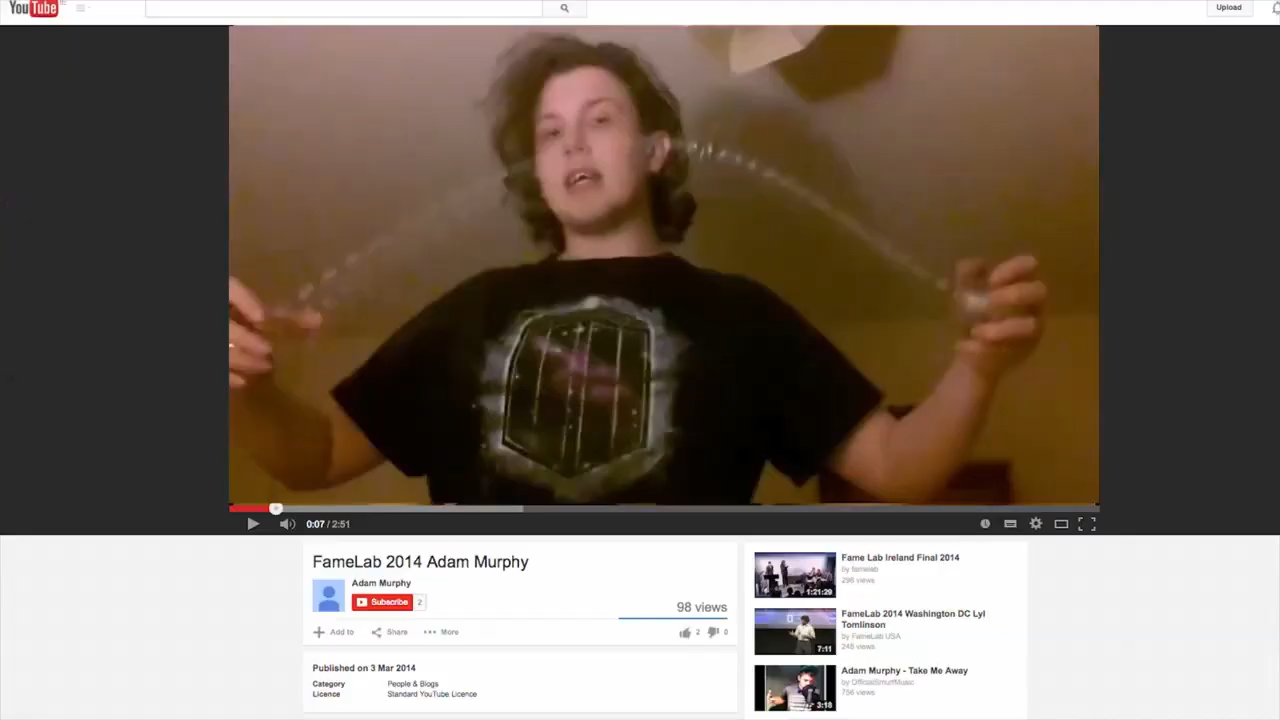 YouTube
Upload
0:07 / 2:51
FameLab 2014 Adam Murphy
Adam Murphy
Subscribe 2
98 views
Add to Share More 2 0
Published on 3 Mar 2014
Category People & Blogs
Licence Standard YouTube Licence
Fame Lab Ireland Final 2014
by famelab
296 views
1:21:29
FameLab 2014 Washington DC Lyl
Tomlinson
by FameLab USA
248 views
7:11
Adam Murphy - Take Me Away
by OfficialSmurfMusic
756 views
3:18